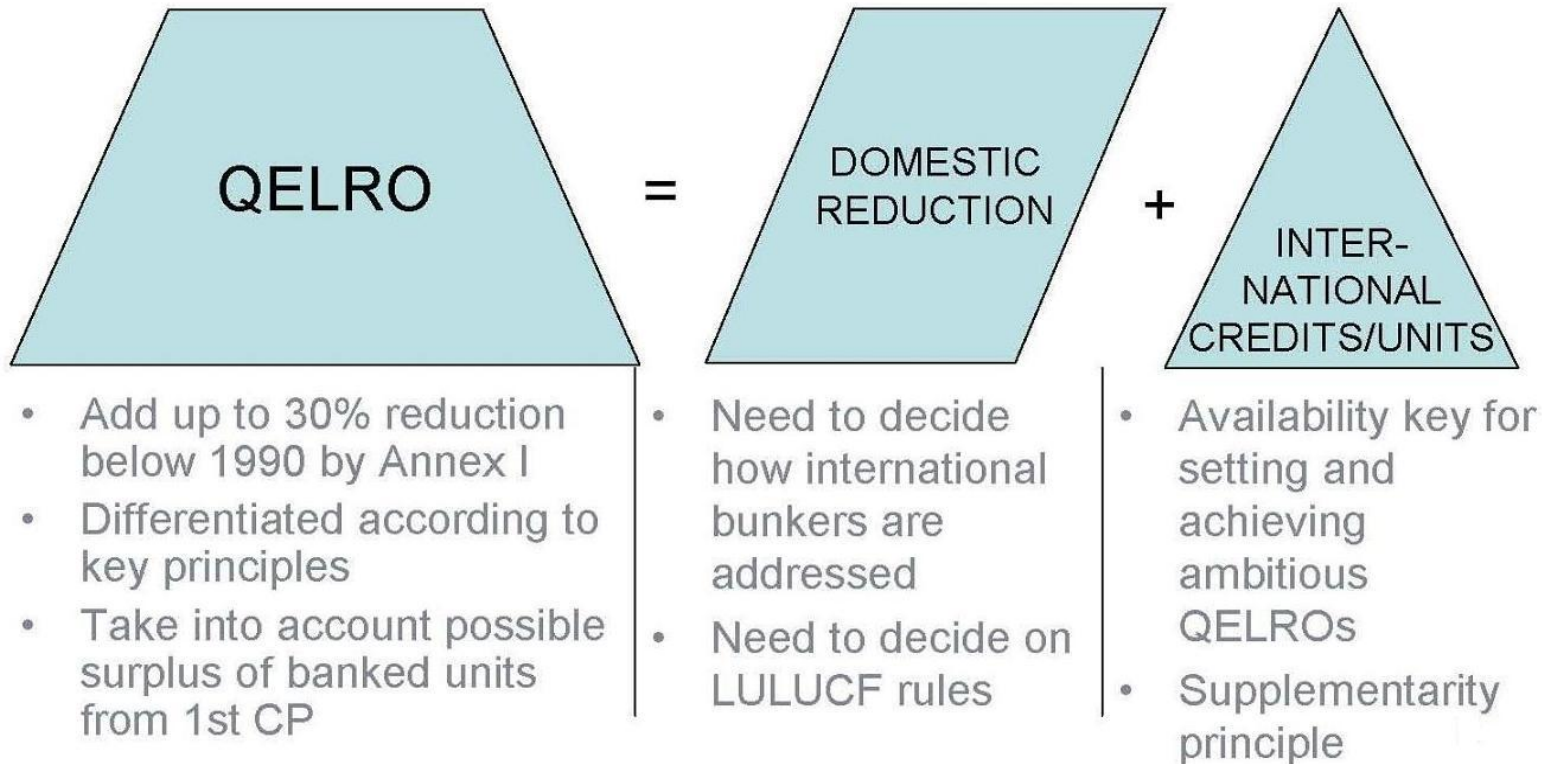 QELRO
=
DOMESTIC
REDUCTION
+
INTER-
NATIONAL
CREDITS/UNITS
• Add up to 30% reduction
below 1990 by Annex I
• Differentiated according to
key principles
• Take into account possible
surplus of banked units
from 1st CP
• Need to decide
how international
bunkers are
addressed
• Need to decide on
LULUCF rules
• Availability key for
setting and
achieving
ambitious
QELROs
• Supplementarity
principle